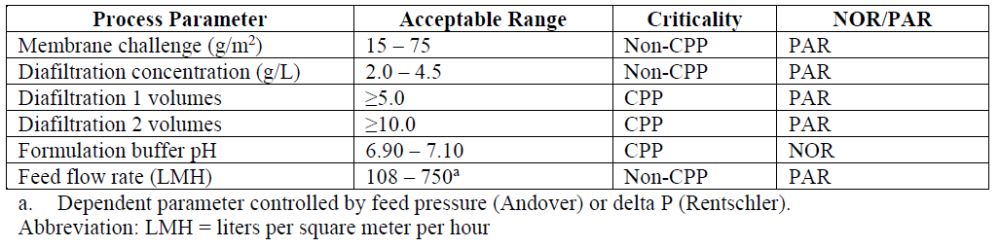 Process Parameter Acceptable Range Criticality NOR/PAR
Membrane challenge (g/m²) 15 – 75 Non-CPP PAR
Diafiltration concentration (g/L) 2.0 – 4.5 Non-CPP PAR
Diafiltration 1 volumes ≥5.0 CPP PAR
Diafiltration 2 volumes ≥10.0 CPP PAR
Formulation buffer pH 6.90 – 7.10 CPP NOR
Feed flow rate (LMH) 108 – 750ᵃ Non-CPP PAR
a. Dependent parameter controlled by feed pressure (Andover) or delta P (Rentschler).
Abbreviation: LMH = liters per square meter per hour